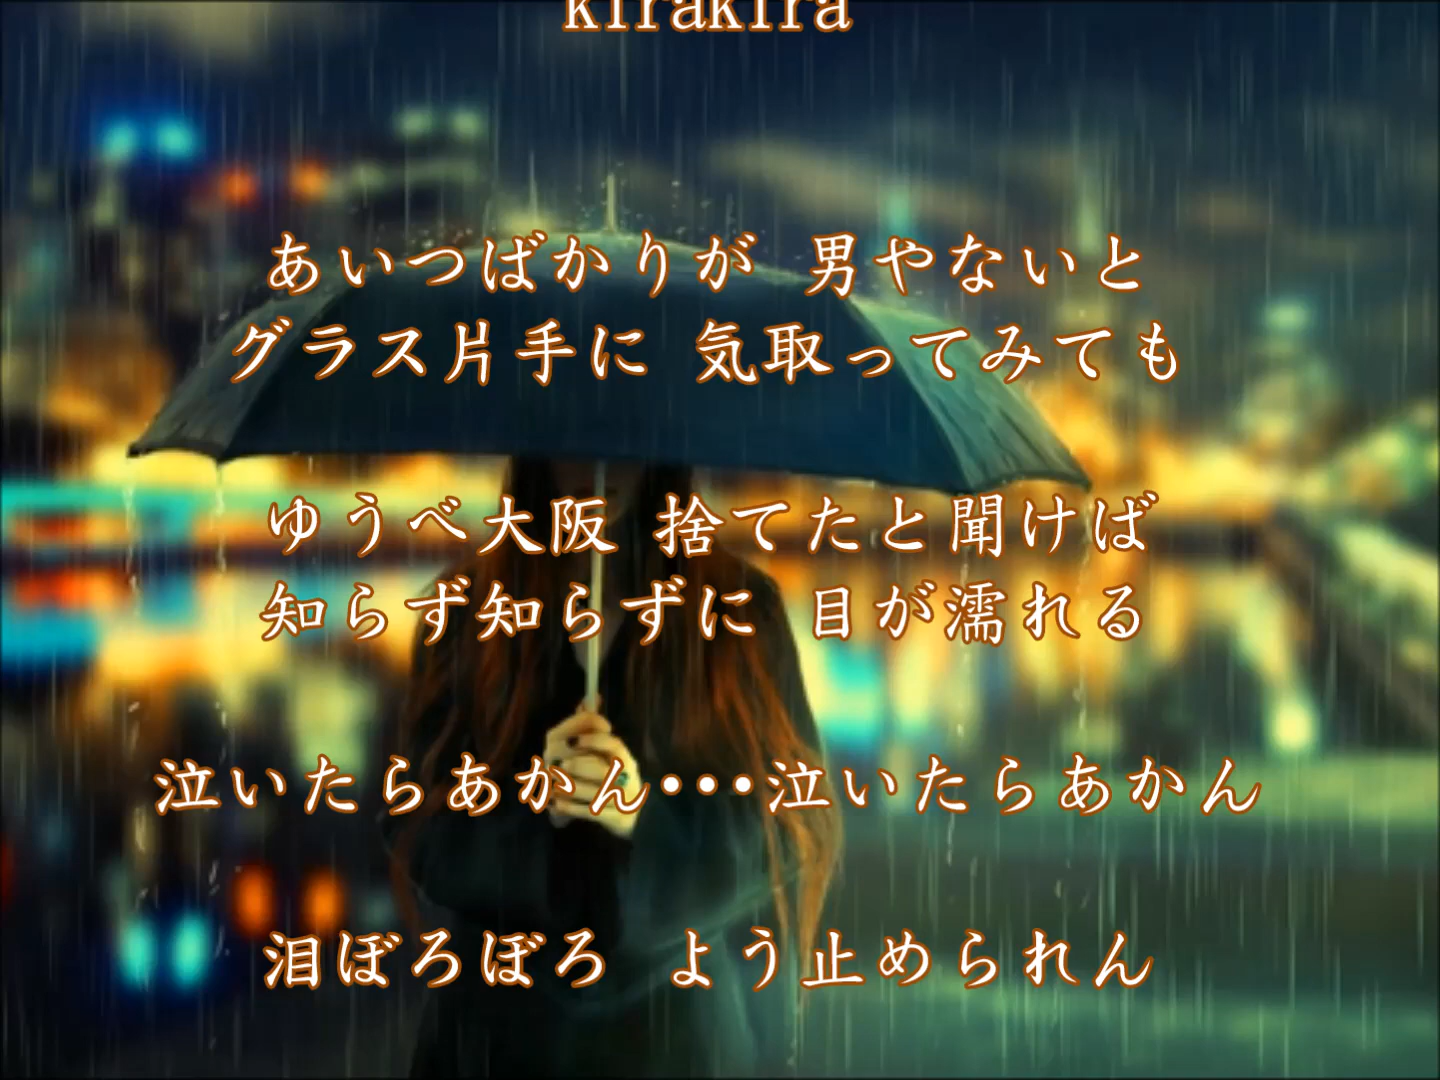 kirakira
あいつばかりが 男やないと
グラス片手に 気取ってみても
ゆうべ大阪 捨てたと聞けば
知らず知らずに 目が濡れる
泣いたらあかん・・・泣いたらあかん
泪ぼろぼろ よう止められん